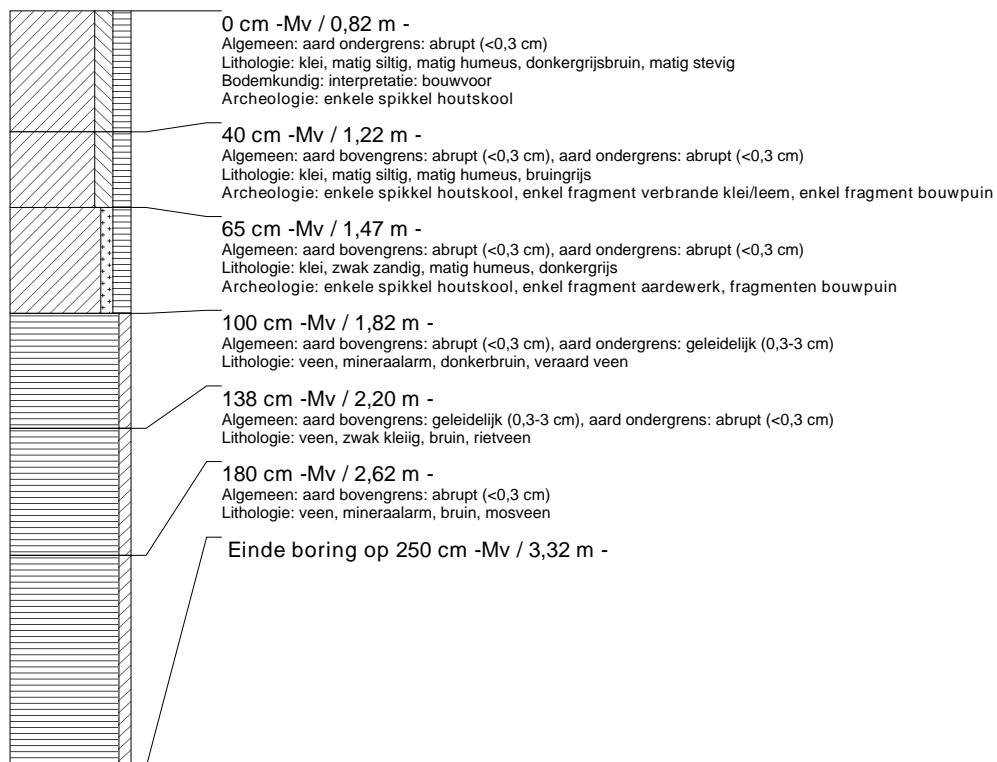 0 cm -Mv / 0,82 m -
Algemeen: aard ondergrens: abrupt (<0,3 cm)
Lithologie: klei, matig siltig, matig humeus, donkergrijsbruin, matig stevig
Bodemkundig: interpretatie: bouwvoor
Archeologie: enkele spikkel houtskool
40 cm -Mv / 1,22 m -
Algemeen: aard bovengrens: abrupt (<0,3 cm), aard ondergrens: abrupt (<0,3 cm)
Lithologie: klei, matig siltig, matig humeus, bruingrijs
Archeologie: enkele spikkel houtskool, enkel fragment verbrande klei/leem, enkel fragment bouwpuin
65 cm -Mv / 1,47 m -
Algemeen: aard bovengrens: abrupt (<0,3 cm), aard ondergrens: abrupt (<0,3 cm)
Lithologie: klei, zwak zandig, matig humeus, donkergrijs
Archeologie: enkele spikkel houtskool, enkel fragment aardewerk, fragmenten bouwpuin
100 cm -Mv / 1,82 m -
Algemeen: aard bovengrens: abrupt (<0,3 cm), aard ondergrens: geleidelijk (0,3-3 cm)
Lithologie: veen, mineraalarm, donkerbruin, veraard veen
138 cm -Mv / 2,20 m -
Algemeen: aard bovengrens: geleidelijk (0,3-3 cm), aard ondergrens: abrupt (<0,3 cm)
Lithologie: veen, zwak kleiig, bruin, rietveen
180 cm -Mv / 2,62 m -
Algemeen: aard bovengrens: abrupt (<0,3 cm)
Lithologie: veen, mineraalarm, bruin, mosveen
Einde boring op 250 cm -Mv / 3,32 m -